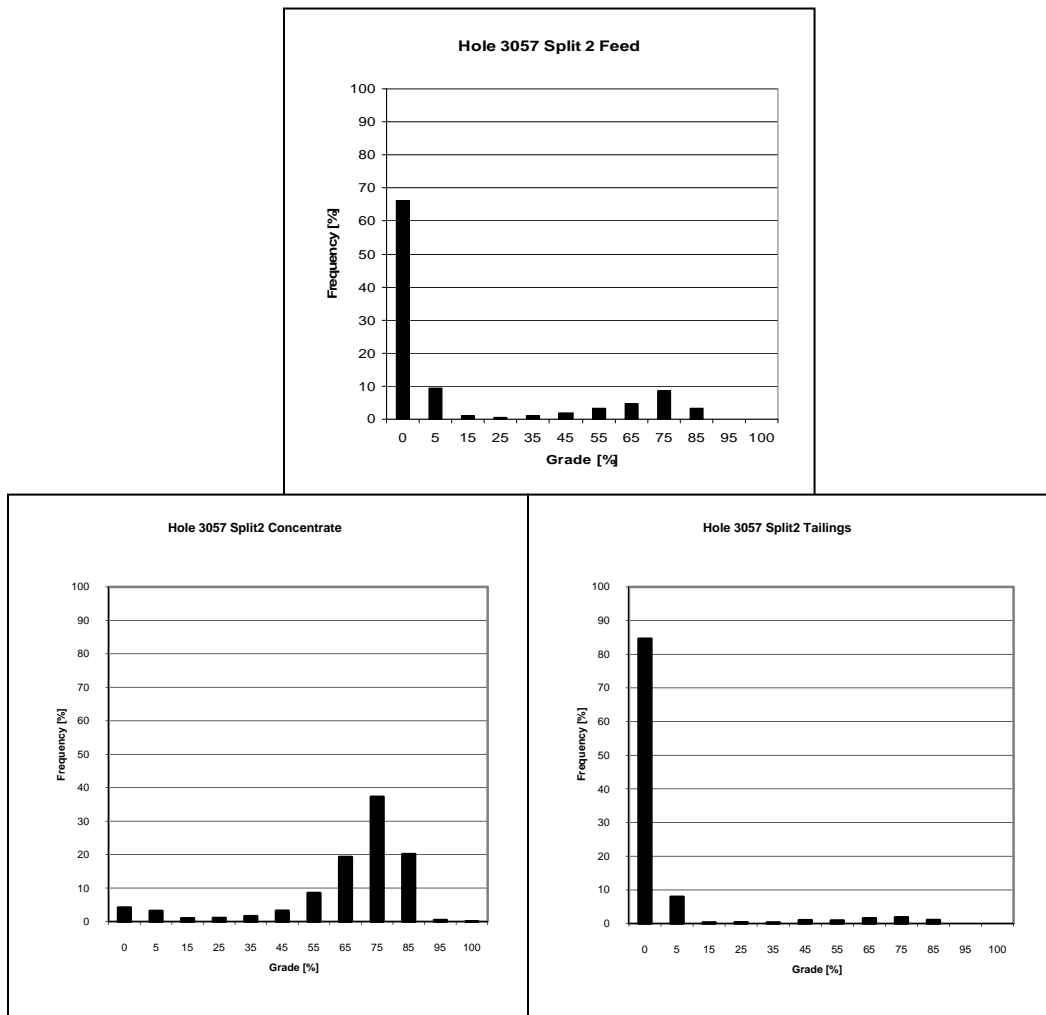 Hole 3057 Split 2 Feed
100
90
80
70
60
50
40
30
20
10
0
Frequency [%]
0 5 15 25 35 45 55 65 75 85 95 100
Grade [%]
Hole 3057 Split2 Concentrate
100
90
80
70
60
50
40
30
20
10
0
Frequency [%]
0 5 15 25 35 45 55 65 75 85 95 100
Grade [%]
Hole 3057 Split2 Tailings
100
90
80
70
60
50
40
30
20
10
0
Frequency [%]
0 5 15 25 35 45 55 65 75 85 95 100
Grade [%]